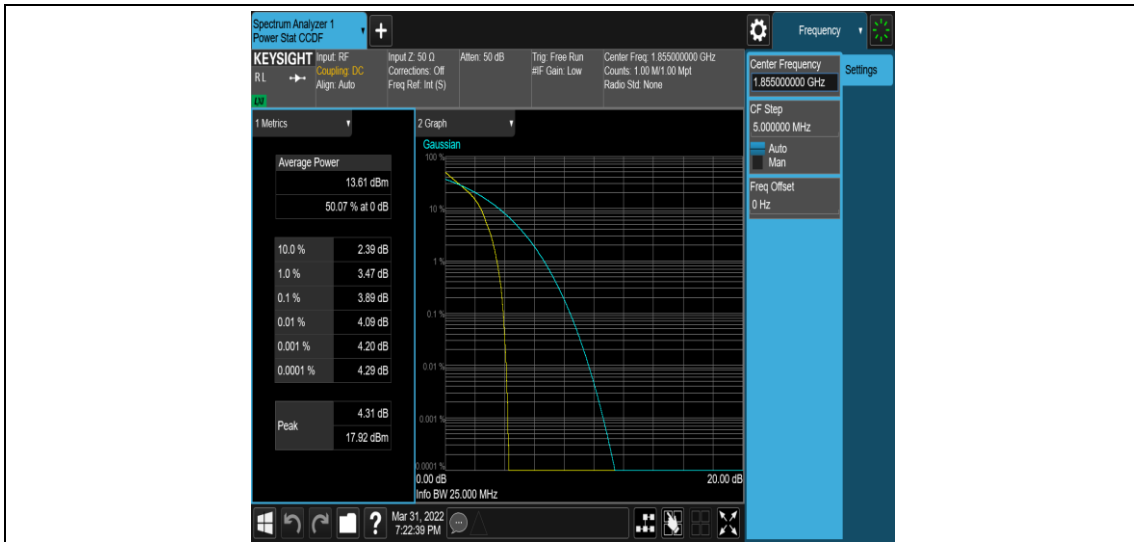 Spectrum Analyzer 1
Power Stat CCDF
+
Frequency
KEYSIGHT
RL
LXI
Input: RF
Coupling: DC
Align: Auto
Input Z: 50 Ω
Corrections: Off
Freq Ref: Int (S)
Atten: 50 dB
Trig: Free Run
#IF Gain: Low
Center Freq: 1.855000000 GHz
Counts: 1.00 M/1.00 Mpt
Radio Std: None
Center Frequency
1.855000000 GHz
Settings
CF Step
5.000000 MHz
Auto
Man
Freq Offset
0 Hz
1 Metrics
Average Power
13.61 dBm
50.07 % at 0 dB
10.0 % 2.39 dB
1.0 % 3.47 dB
0.1 % 3.89 dB
0.01 % 4.09 dB
0.001 % 4.20 dB
0.0001 % 4.29 dB
Peak 4.31 dB
17.92 dBm
2 Graph
Gaussian
100 %
10 %
1 %
0.1 %
0.01 %
0.001 %
0.0001 %
0.00 dB 20.00 dB
Info BW 25.000 MHz
?
Mar 31, 2022
7:22:39 PM